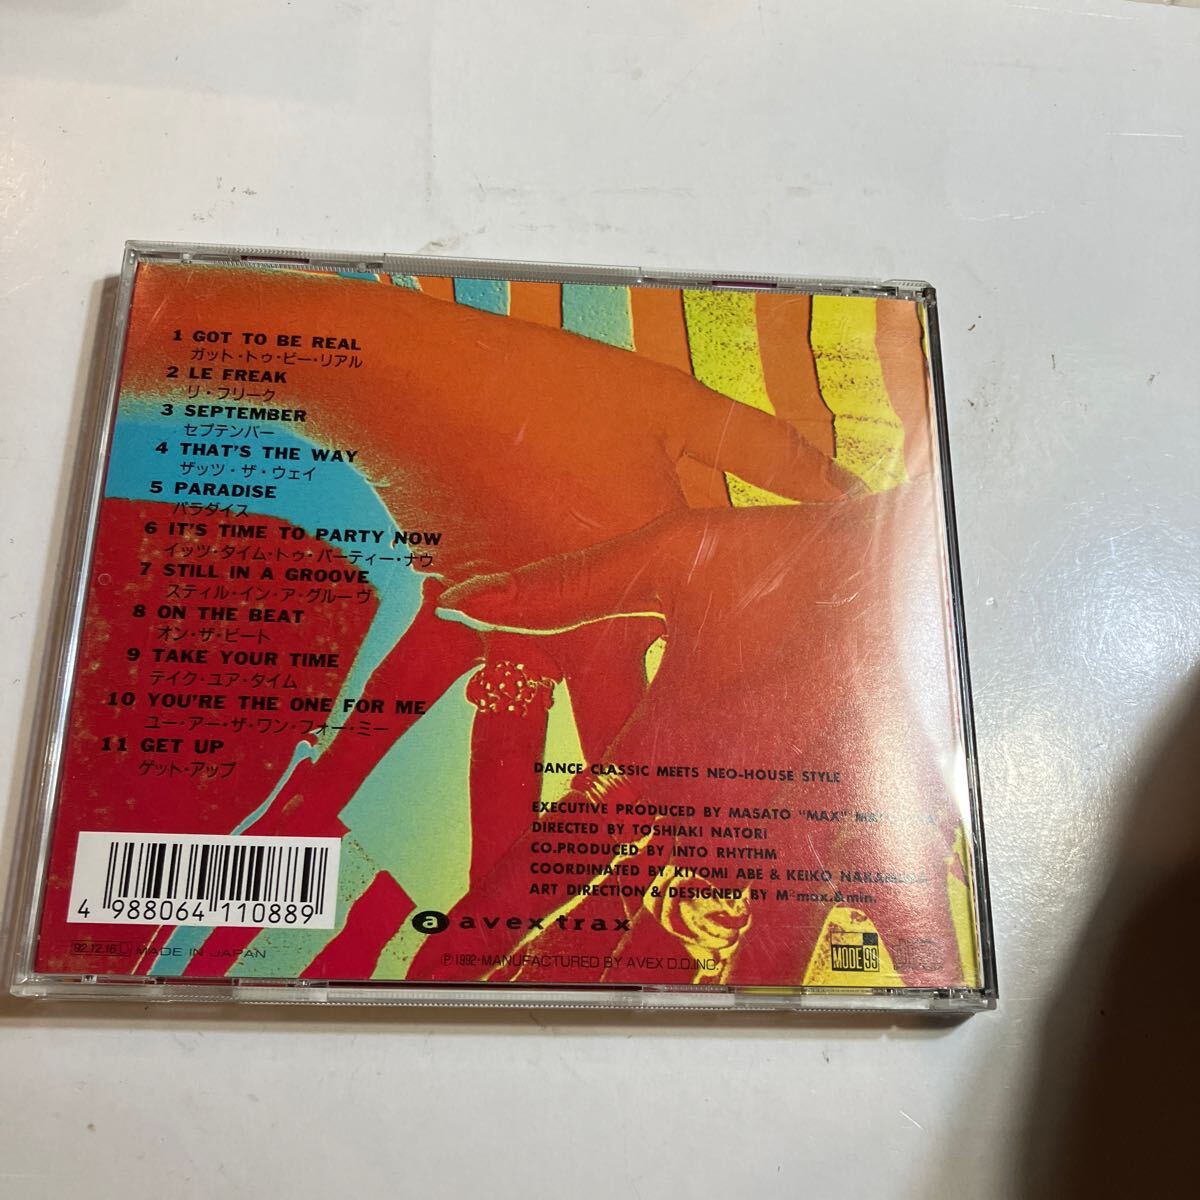 1 GOT TO BE REAL
ガット・トゥ・ビー・リアル
2 LE FREAK
リ・フリーク
3 SEPTEMBER
セプテンバー
4 THAT'S THE WAY
ザッツ・ザ・ウェイ
5 PARADISE
パラダイス
6 IT'S TIME TO PARTY NOW
イッツ・タイム・トゥ・パーティー・ナウ
7 STILL IN A GROOVE
スティル・イン・ア・グルーヴ
8 ON THE BEAT
オン・ザ・ビート
9 TAKE YOUR TIME
テイク・ユア・タイム
10 YOU'RE THE ONE FOR ME
ユー・アー・ザ・ワン・フォー・ミー
11 GET UP
ゲット・アップ
DANCE CLASSIC MEETS NEO-HOUSE STYLE
EXECUTIVE PRODUCED BY MASATO "MAX"
DIRECTED BY TOSHIAKI NATORI
CO.PRODUCED BY INTO RHYTHM
COORDINATED BY KIYOMI ABE & KEIKO NAKAMURA
ART DIRECTION & DESIGNED BY M²max.&min.
a avex trax
4 988064 110889
92.12.16 L MADE IN JAPAN
Ⓟ1992・MANUFACTURED BY AVEX D.D.INC.
MODE 99